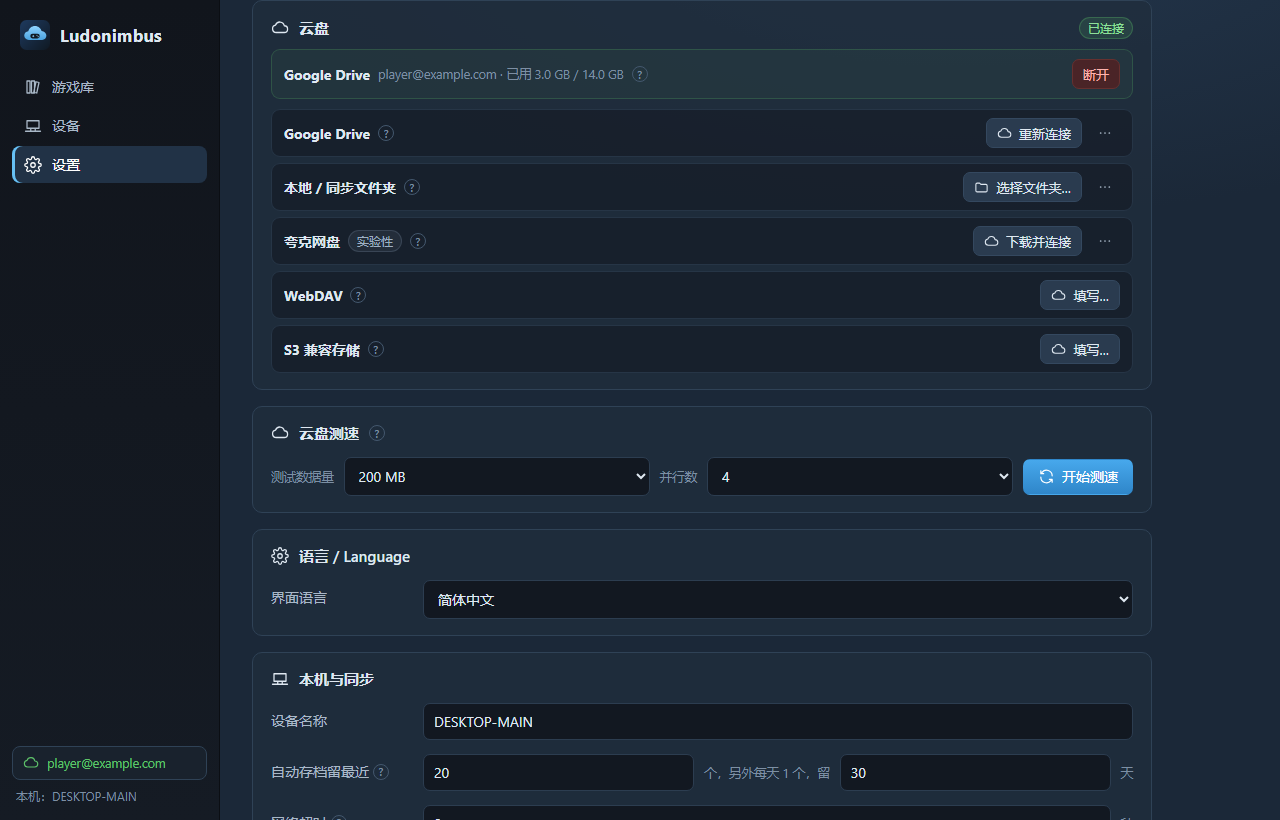 Ludonimbus
游戏库
设备
设置
player@example.com
本机：DESKTOP-MAIN
云盘
已连接
Google Drive player@example.com · 已用 3.0 GB / 14.0 GB ?
断开
Google Drive ?
重新连接 ...
本地 / 同步文件夹 ?
选择文件夹... ...
夸克网盘 实验性 ?
下载并连接 ...
WebDAV ?
填写...
S3 兼容存储 ?
填写...
云盘测速 ?
测试数据量 200 MB 并行数 4 开始测速
语言 / Language
界面语言 简体中文
本机与同步
设备名称 DESKTOP-MAIN
自动存档留最近 ? 20 个，另外每天 1 个，留 30 天